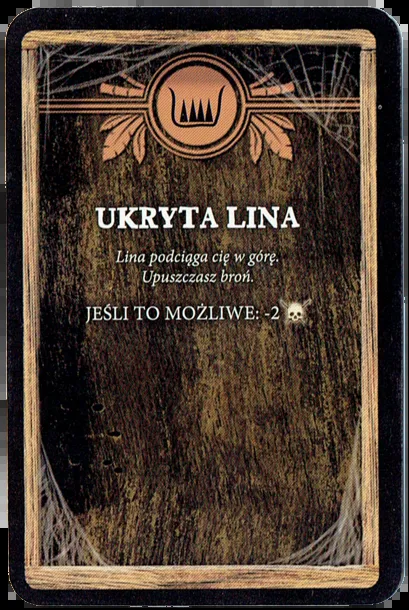 UKRYTA LINA
Lina podciąga cię w górę.
Upuszczasz broń.
JEŚLI TO MOŻLIWE: -2